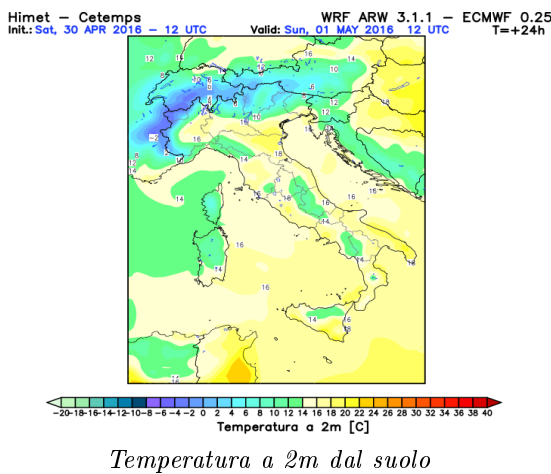 Himet – Cetemps WRF ARW 3.1.1 – ECMWF 0.25
Init.: Sat, 30 APR 2016 – 12 UTC Valid: Sun, 01 MAY 2016 12 UTC T=+24h
-20 -18 -16 -14 -12 -10 -8 -6 -4 -2 0 2 4 6 8 10 12 14 16 18 20 22 24 26 28 30 32 34 36 38 40
Temperatura a 2m [C]
Temperatura a 2m dal suolo